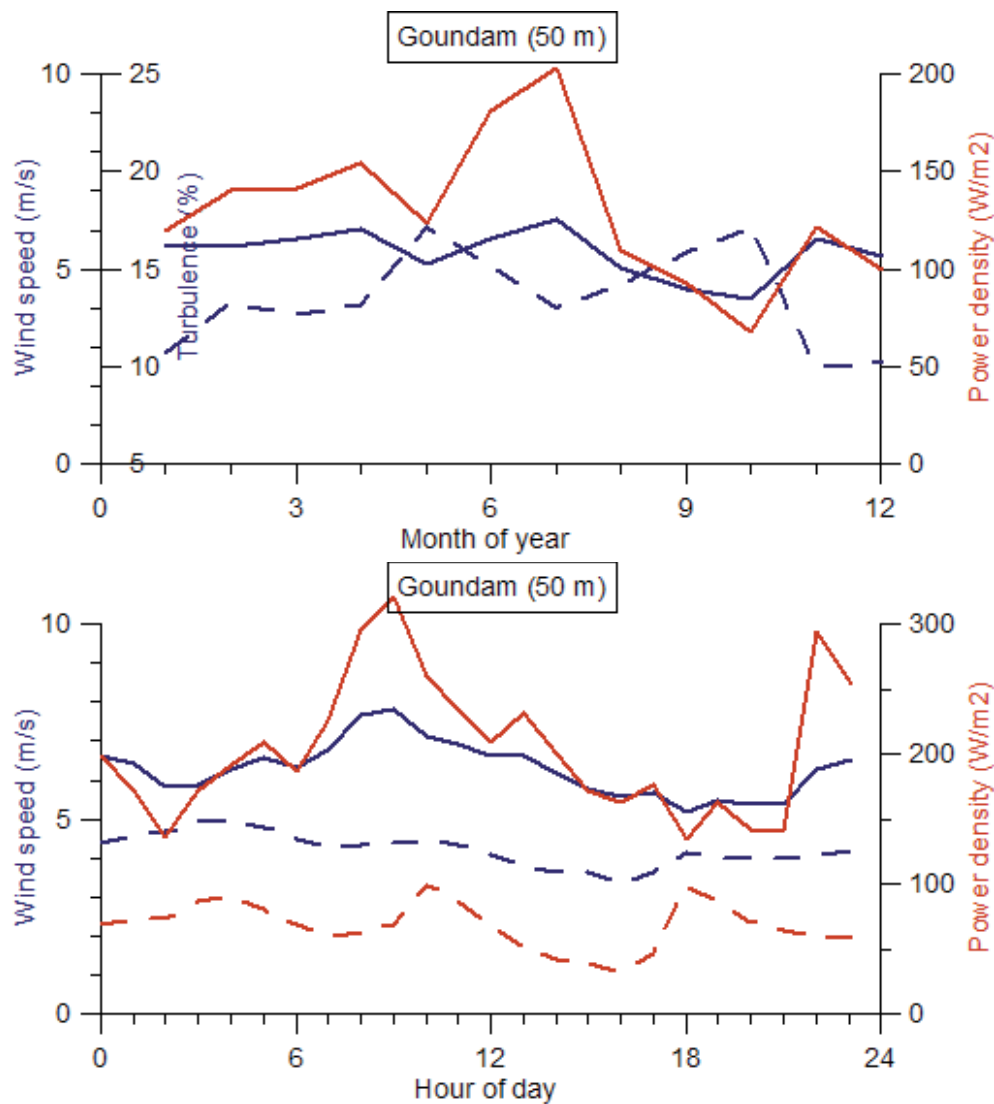 Goundam (50 m)
10 25 200
20 150
5 15 100
10 50
0 5 0
Wind speed (m/s)
Turbulence (%)
Power density (W/m2)
0 3 6 9 12
Month of year
Goundam (50 m)
10 300
200
5
100
0 0
Wind speed (m/s)
Power density (W/m2)
0 6 12 18 24
Hour of day